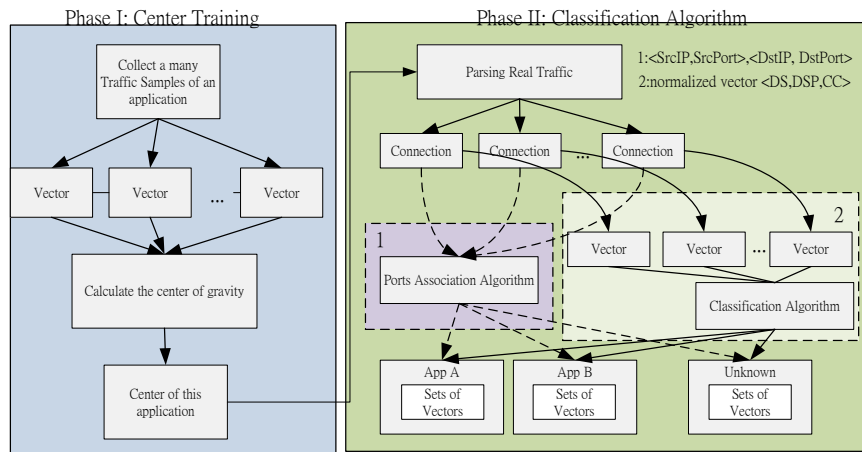 Phase I: Center Training
Collect a many
Traffic Samples of an
application
Vector
Vector
...
Vector
Calculate the center of gravity
Center of this
application
Phase II: Classification Algorithm
Parsing Real Traffic
1:<SrcIP,SrcPort>,<DstIP, DstPort>
2:normalized vector <DS,DSP,CC>
Connection
Connection
...
Connection
1
Ports Association Algorithm
2
Vector
Vector
...
Vector
Classification Algorithm
App A
Sets of
Vectors
App B
Sets of
Vectors
Unknown
Sets of
Vectors